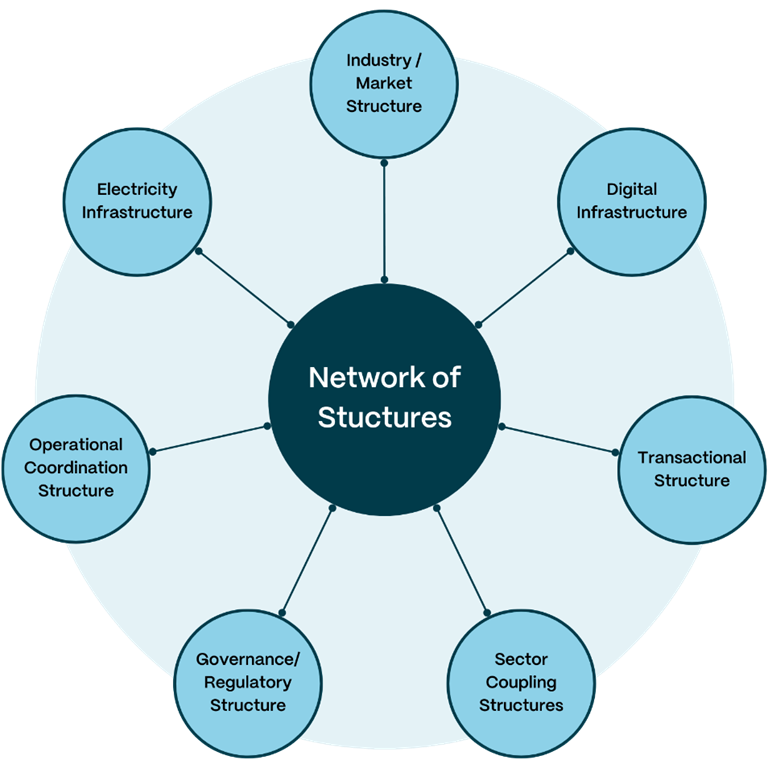 Industry /
Market
Structure
Electricity
Infrastructure
Digital
Infrastructure
Network of
Stuctures
Operational
Coordination
Structure
Transactional
Structure
Governance/
Regulatory
Structure
Sector
Coupling
Structures